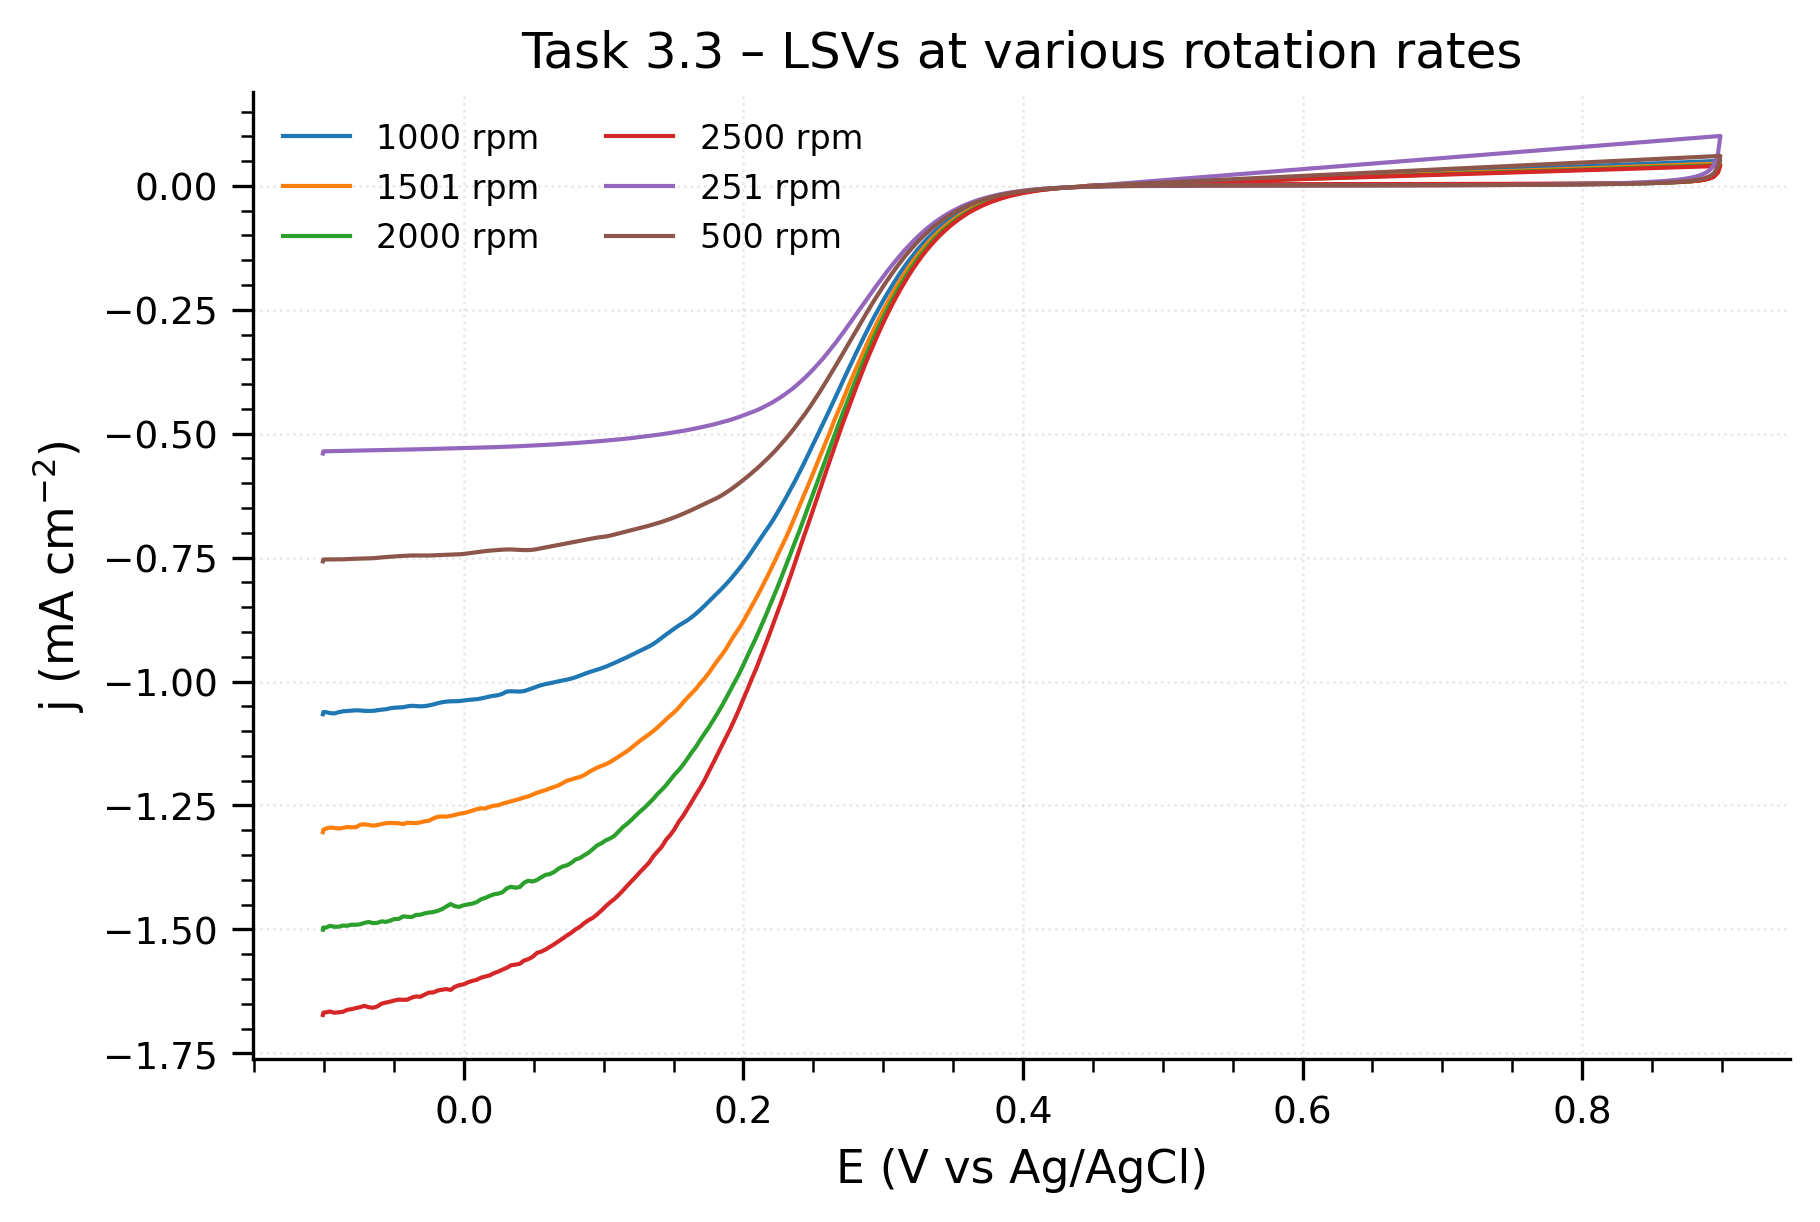 Task 3.3 – LSVs at various rotation rates
1000 rpm
1501 rpm
2000 rpm
2500 rpm
251 rpm
500 rpm
0.00
−0.25
−0.50
−0.75
−1.00
−1.25
−1.50
−1.75
j (mA cm⁻²)
0.0 0.2 0.4 0.6 0.8
E (V vs Ag/AgCl)